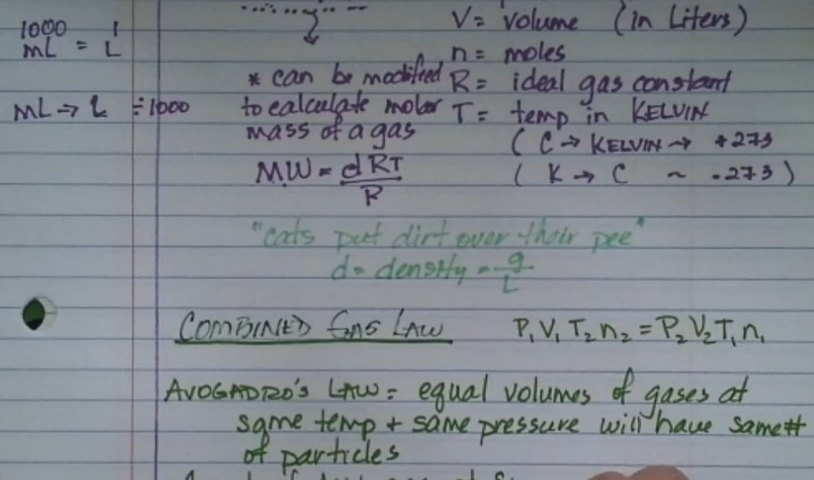 1000 mL = 1 L
mL → L ÷1000
V = volume (in Liters)
n = moles
R = ideal gas constant
T = temp in KELVIN
(C → KELVIN → +273
(K → C ~ -273)
* can be modified
to calculate molar
mass of a gas
MW = dRT / P
"cats put dirt over their pee"
d = density = g / L
COMBINED GAS LAW P₁V₁T₂n₂ = P₂V₂T₁n₁
AVOGADRO'S LAW = equal volumes of gases at
same temp + same pressure will have same #
of particles